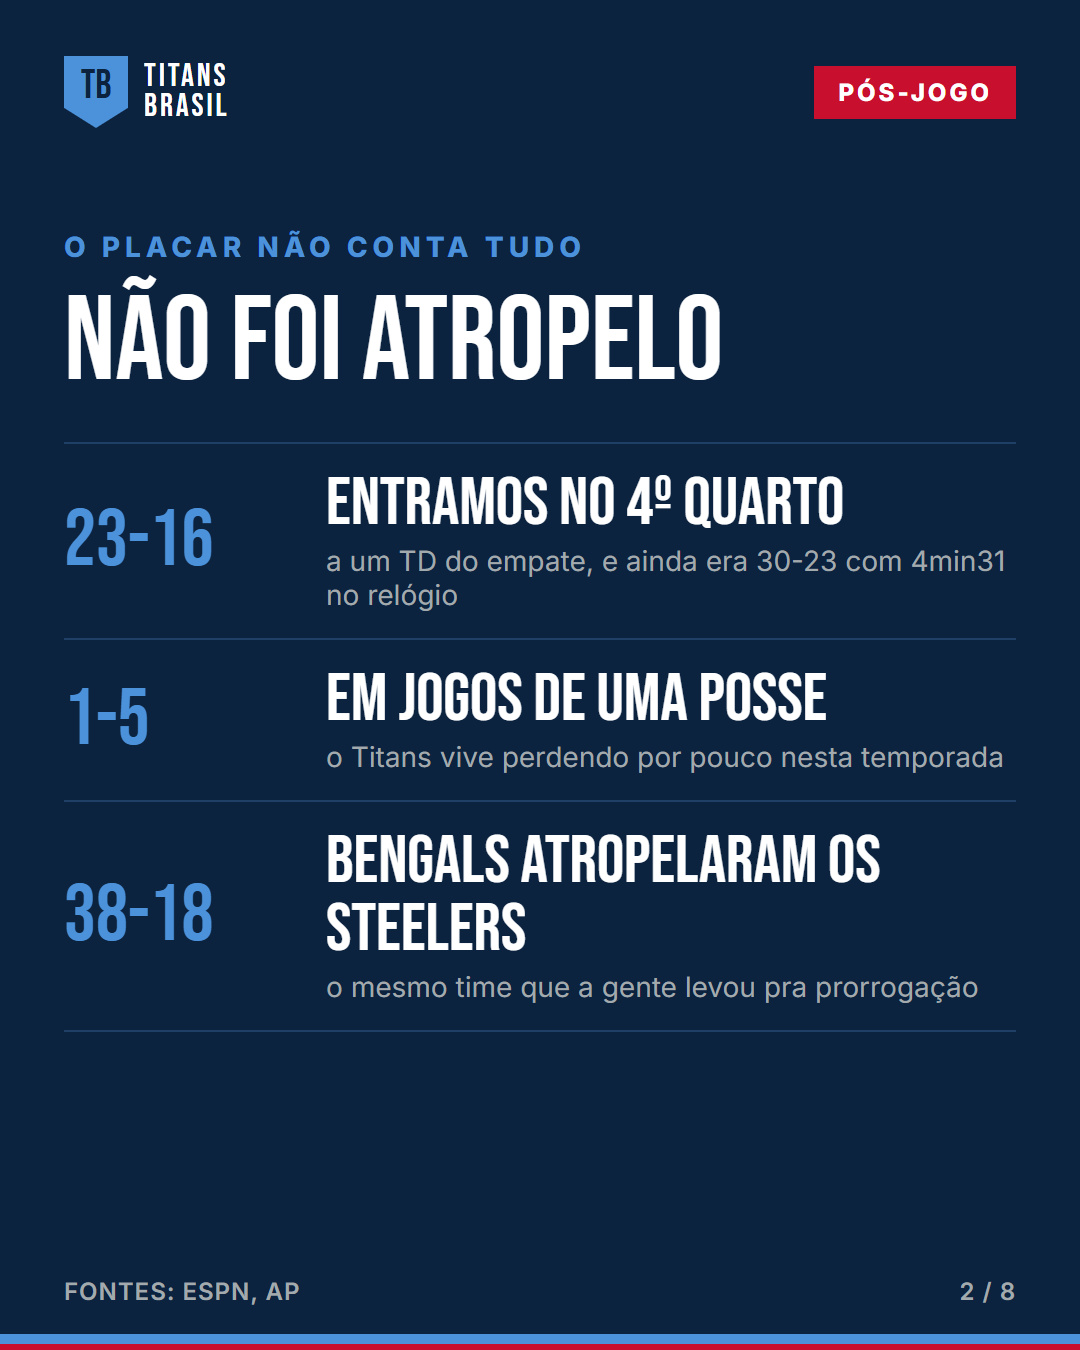 TB
TITANS
BRASIL
PÓS-JOGO
O PLACAR NÃO CONTA TUDO
NÃO FOI ATROPELO
23-16
ENTRAMOS NO 4º QUARTO
a um TD do empate, e ainda era 30-23 com 4min31
no relógio
1-5
EM JOGOS DE UMA POSSE
o Titans vive perdendo por pouco nesta temporada
38-18
BENGALS ATROPELARAM OS
STEELERS
o mesmo time que a gente levou pra prorrogação
FONTES: ESPN, AP
2 / 8